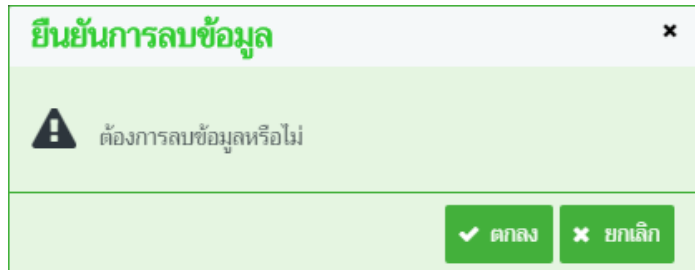 ยืนยันการลบข้อมูล
ต้องการลบข้อมูลหรือไม่
ตกลง ยกเลิก